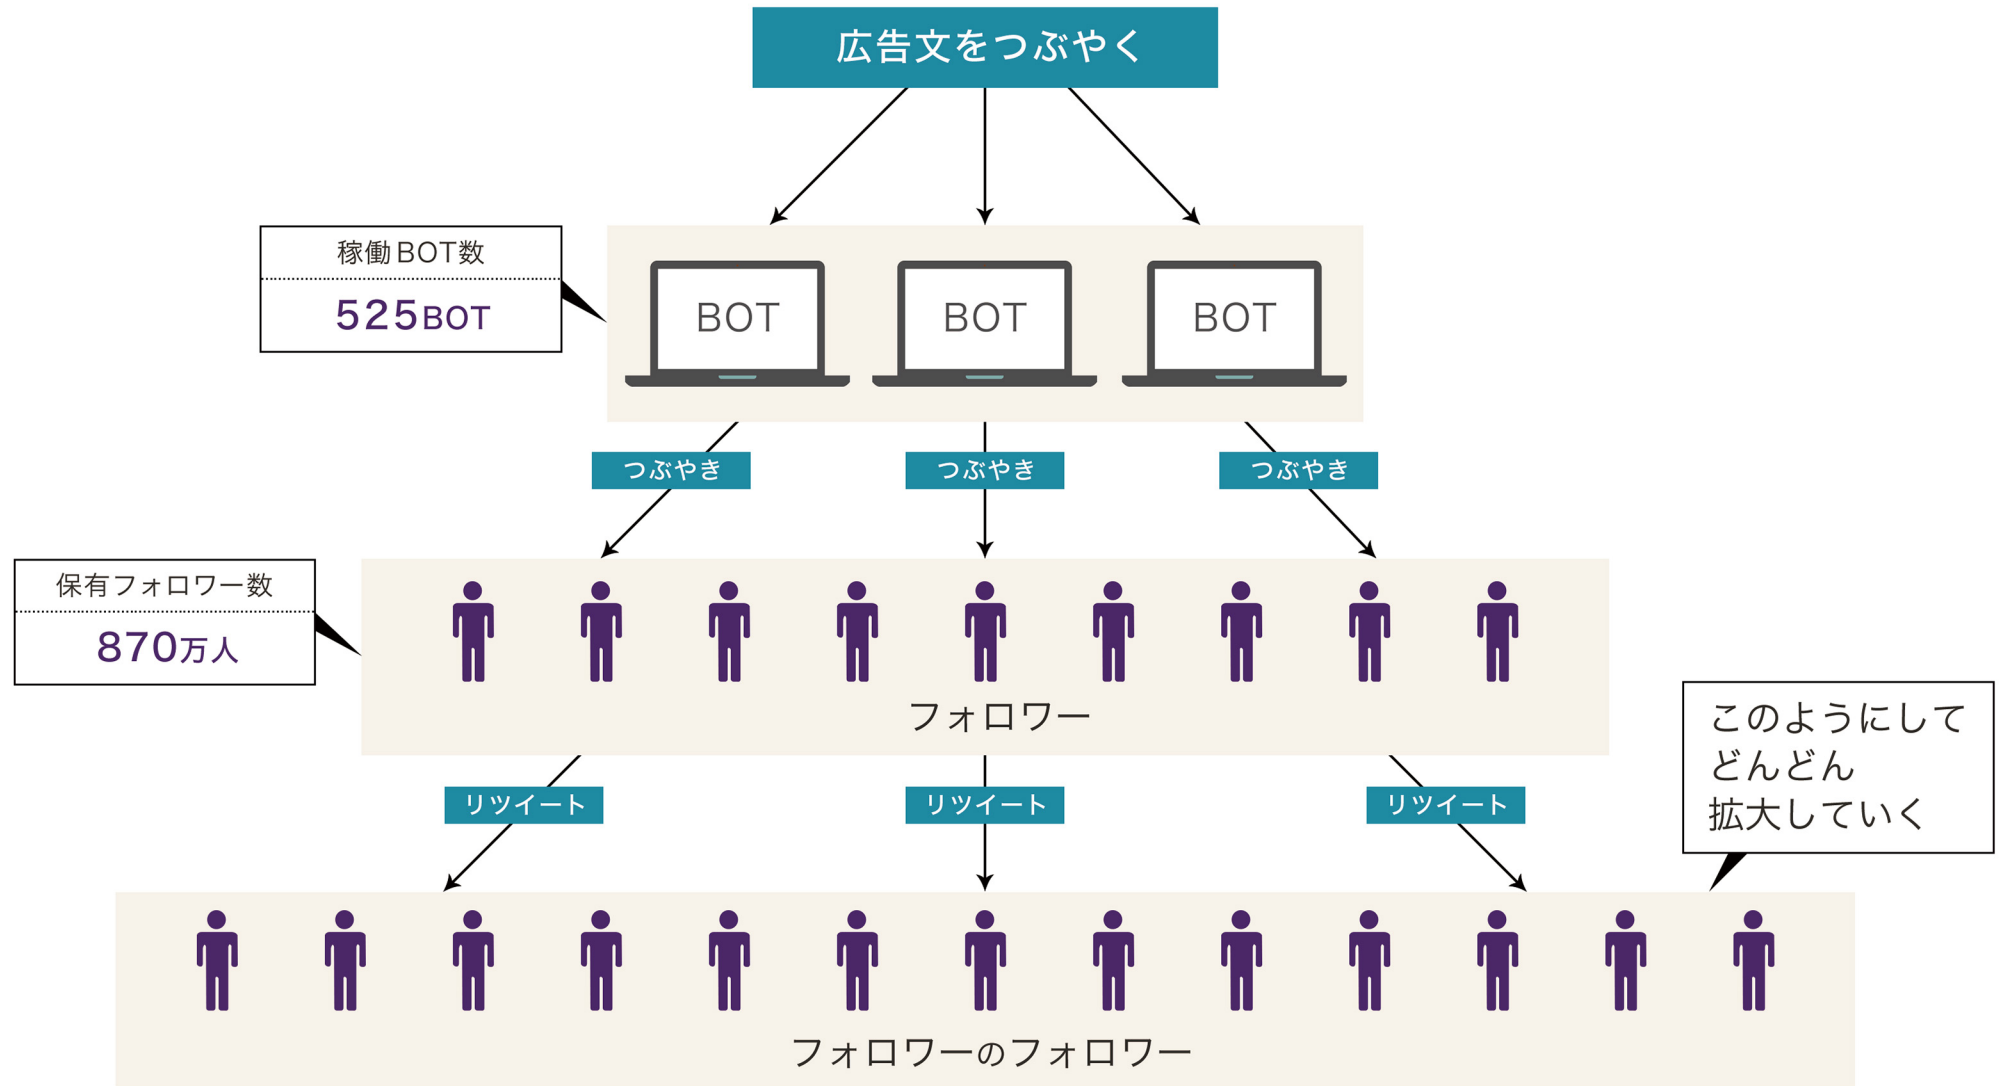 広告文をつぶやく
稼働BOT数
525BOT
BOT
BOT
BOT
つぶやき
つぶやき
つぶやき
保有フォロワー数
870万人
フォロワー
リツイート
リツイート
リツイート
このようにして
どんどん
拡大していく
フォロワーのフォロワー